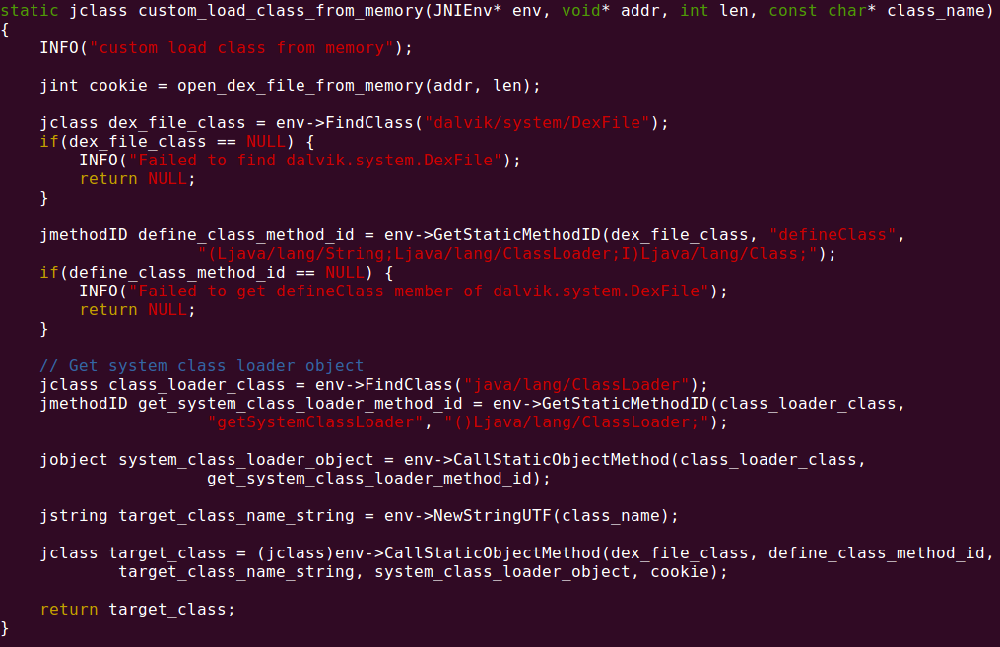 static jclass custom_load_class_from_memory(JNIEnv* env, void* addr, int len, const char* class_name)
{
    INFO("custom load class from memory");

    jint cookie = open_dex_file_from_memory(addr, len);

    jclass dex_file_class = env->FindClass("dalvik/system/DexFile");
    if(dex_file_class == NULL) {
        INFO("Failed to find dalvik.system.DexFile");
        return NULL;
    }

    jmethodID define_class_method_id = env->GetStaticMethodID(dex_file_class, "defineClass",
                    "(Ljava/lang/String;Ljava/lang/ClassLoader;I)Ljava/lang/Class;");
    if(define_class_method_id == NULL) {
        INFO("Failed to get defineClass member of dalvik.system.DexFile");
        return NULL;
    }

    // Get system class loader object
    jclass class_loader_class = env->FindClass("java/lang/ClassLoader");
    jmethodID get_system_class_loader_method_id = env->GetStaticMethodID(class_loader_class,
                     "getSystemClassLoader", "()Ljava/lang/ClassLoader;");

    jobject system_class_loader_object = env->CallStaticObjectMethod(class_loader_class,
                     get_system_class_loader_method_id);

    jstring target_class_name_string = env->NewStringUTF(class_name);

    jclass target_class = (jclass)env->CallStaticObjectMethod(dex_file_class, define_class_method_id,
            target_class_name_string, system_class_loader_object, cookie);

    return target_class;
}